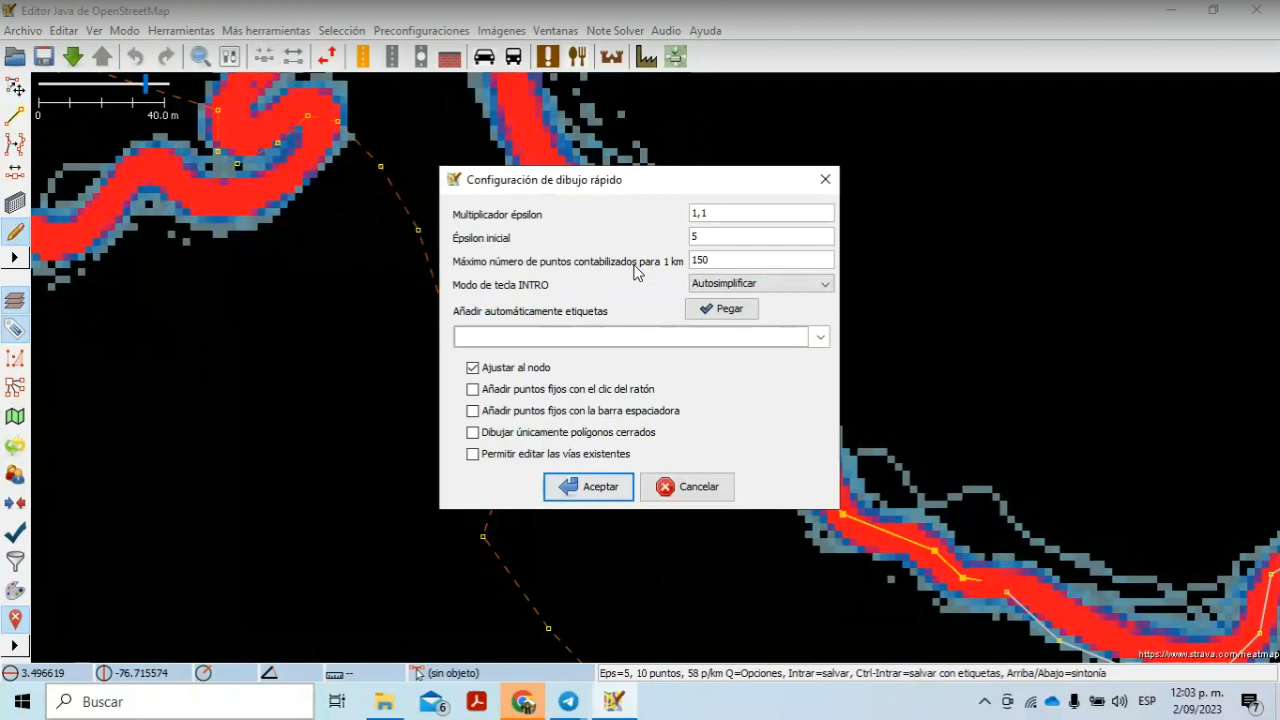 Editor Java de OpenStreetMap
Archivo Editar Ver Modo Herramientas Más herramientas Selección Preconfiguraciones Imágenes Ventanas Note Solver Audio Ayuda
0 40.0 m
Configuración de dibujo rápido
Multiplicador épsilon 1,1
Épsilon inicial 5
Máximo número de puntos contabilizados para 1 km 150
Modo de tecla INTRO Autosimplificar
Añadir automáticamente etiquetas Pegar
Ajustar al nodo
Añadir puntos fijos con el clic del ratón
Añadir puntos fijos con la barra espaciadora
Dibujar únicamente polígonos cerrados
Permitir editar las vías existentes
Aceptar Cancelar
https://www.strava.com/heatmap
3.496619 -76.715574 -- (sin objeto) Eps=5, 10 puntos, 58 p/km Q=Opciones, Intrar=salvar, Ctrl-Intrar=salvar con etiquetas, Arriba/Abajo=sintonía
Buscar 6 ESP 12:03 p. m.
2/09/2023 7